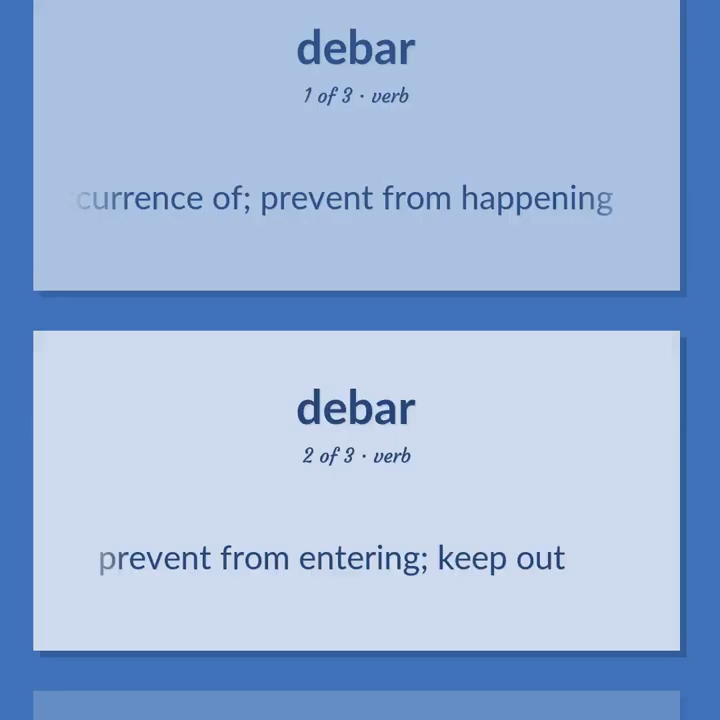 debar
1 of 3 · verb
currence of; prevent from happening
debar
2 of 3 · verb
prevent from entering; keep out